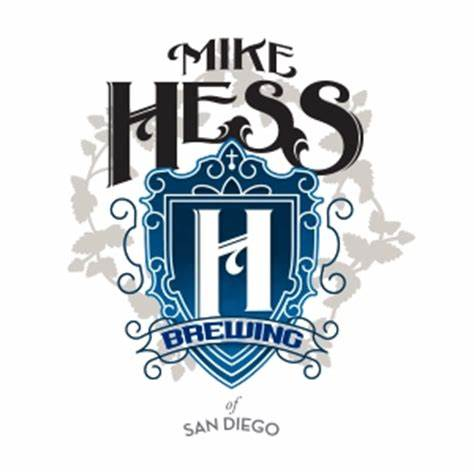 MIKE
HESS
H
BREWING
of
SAN DIEGO